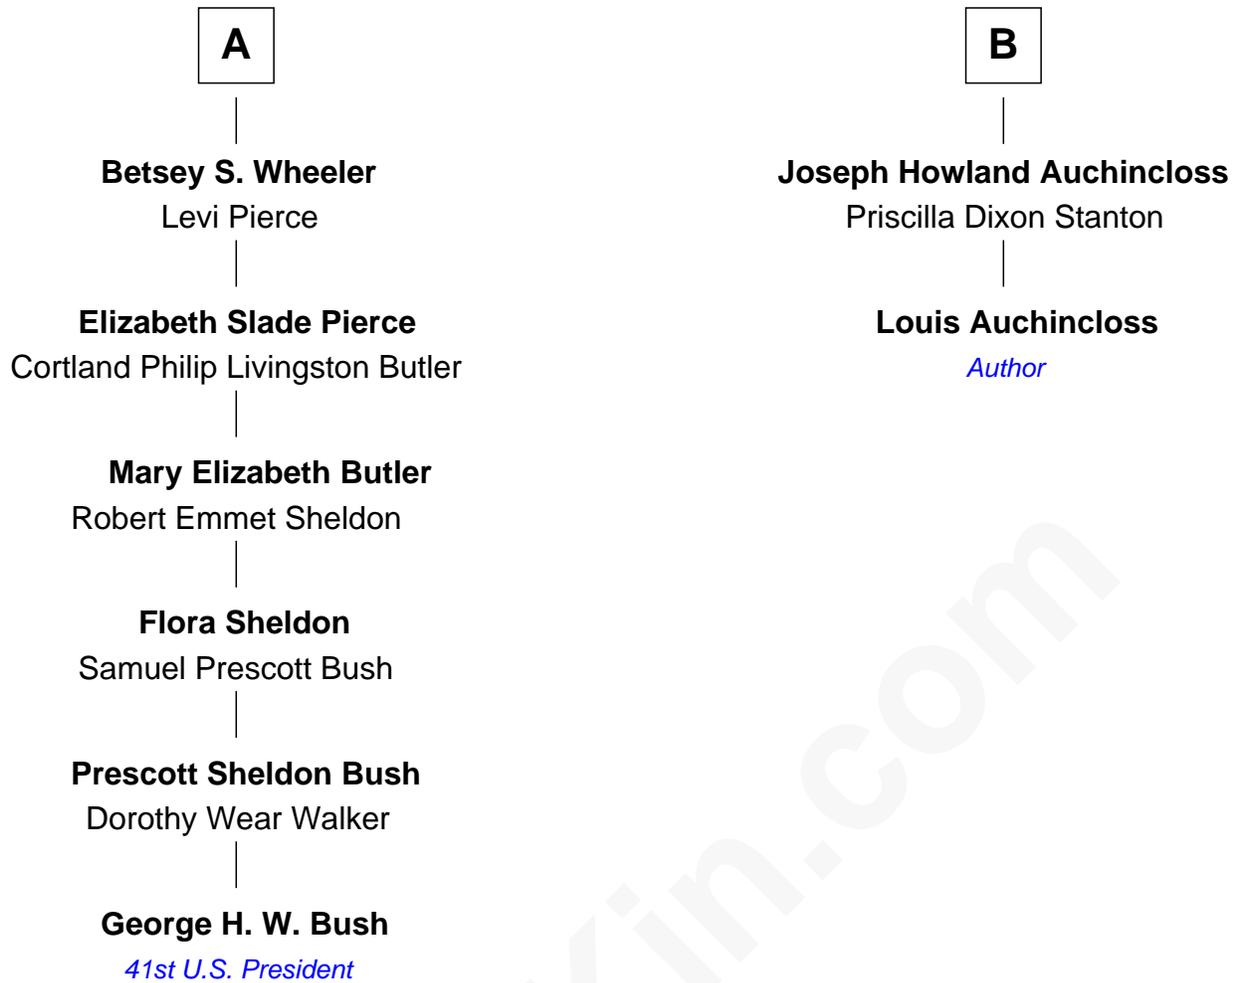 A
Betsey S. Wheeler
Levi Pierce
Elizabeth Slade Pierce
Cortland Philip Livingston Butler
Mary Elizabeth Butler
Robert Emmet Sheldon
Flora Sheldon
Samuel Prescott Bush
Prescott Sheldon Bush
Dorothy Wear Walker
George H. W. Bush
41st U.S. President
B
Joseph Howland Auchincloss
Priscilla Dixon Stanton
Louis Auchincloss
Author
Kin.com